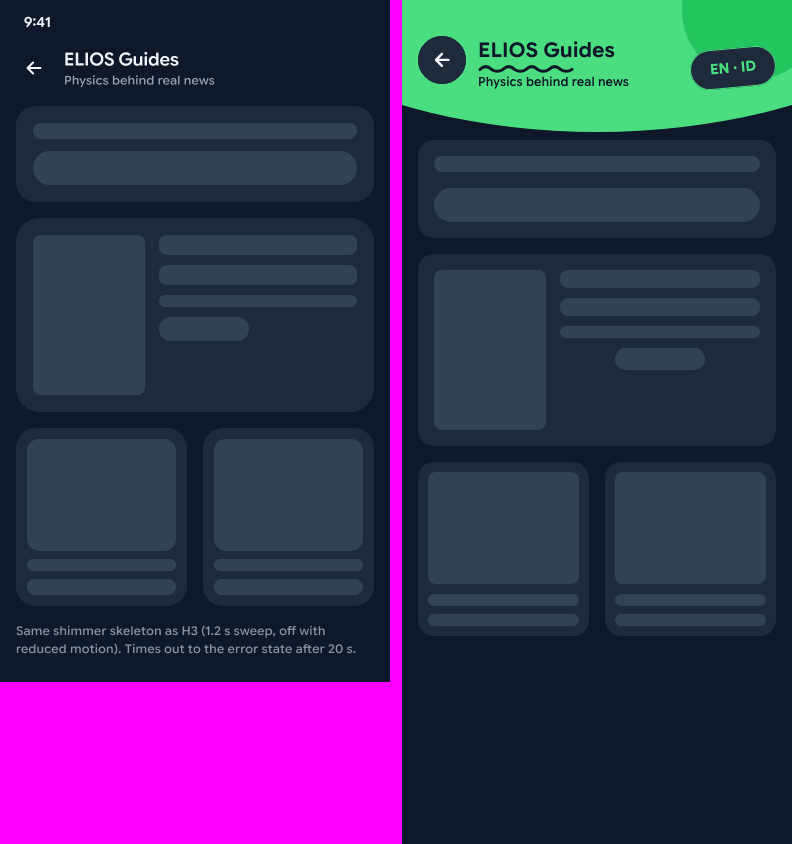 9:41
ELIOS Guides
Physics behind real news
Same shimmer skeleton as H3 (1.2 s sweep, off with
reduced motion). Times out to the error state after 20 s.
ELIOS Guides
Physics behind real news
EN · ID